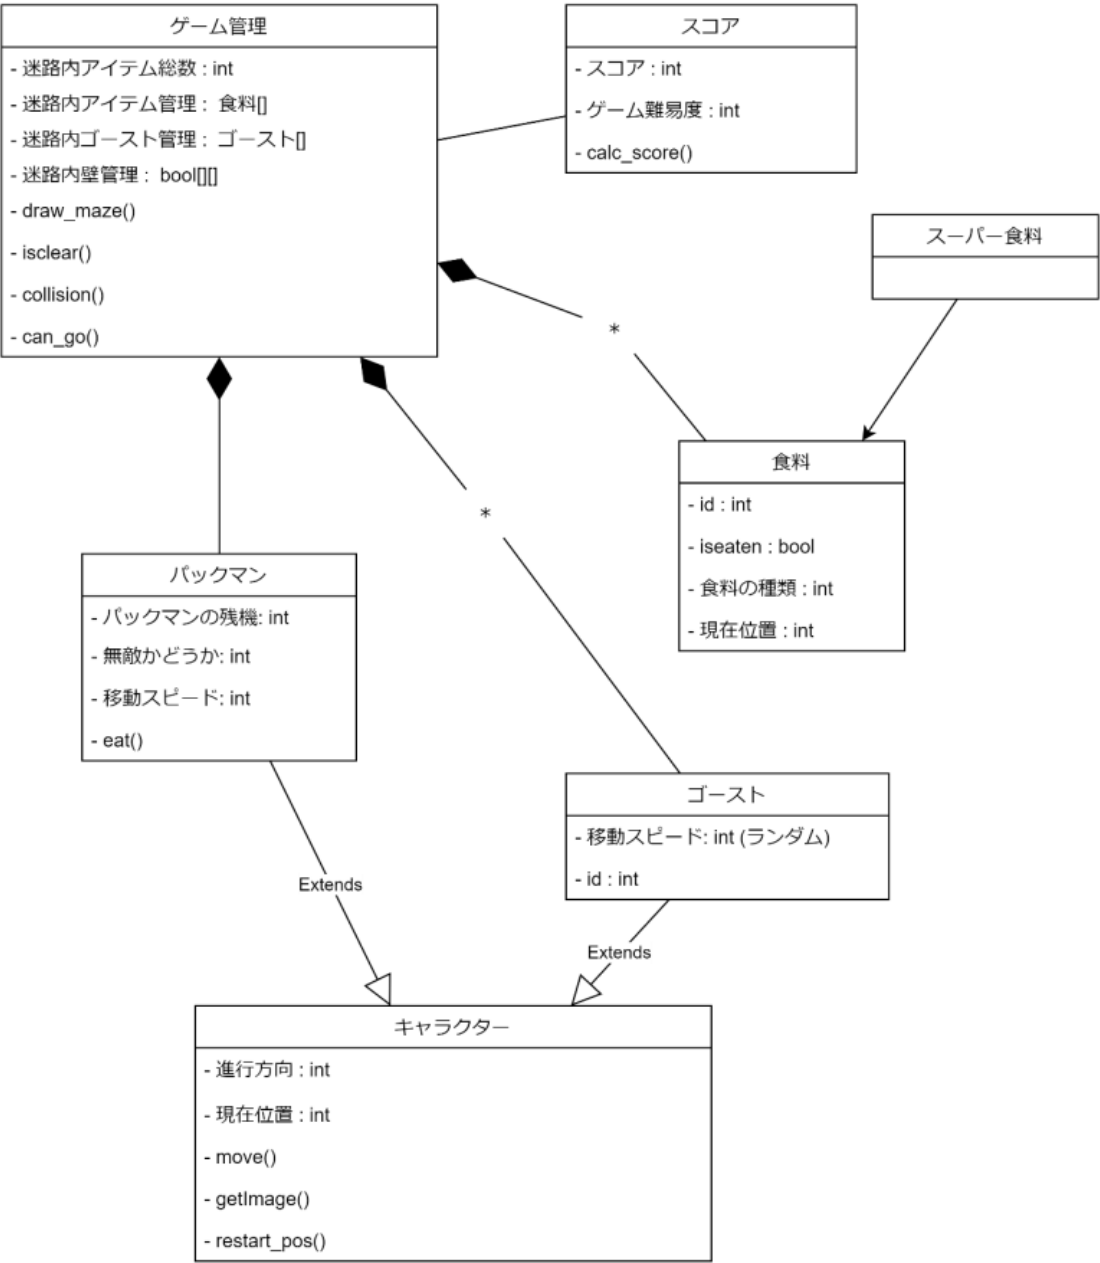 ゲーム管理
- 迷路内アイテム総数 : int
- 迷路内アイテム管理 : 食料[]
- 迷路内ゴースト管理 : ゴースト[]
- 迷路内壁管理 : bool[][]
- draw_maze()
- isclear()
- collision()
- can_go()
スコア
- スコア : int
- ゲーム難易度 : int
- calc_score()
スーパー食料
*
食料
- id : int
- iseaten : bool
- 食料の種類 : int
- 現在位置 : int
*
パックマン
- パックマンの残機: int
- 無敵かどうか: int
- 移動スピード: int
- eat()
ゴースト
- 移動スピード: int (ランダム)
- id : int
Extends
Extends
キャラクター
- 進行方向 : int
- 現在位置 : int
- move()
- getImage()
- restart_pos()